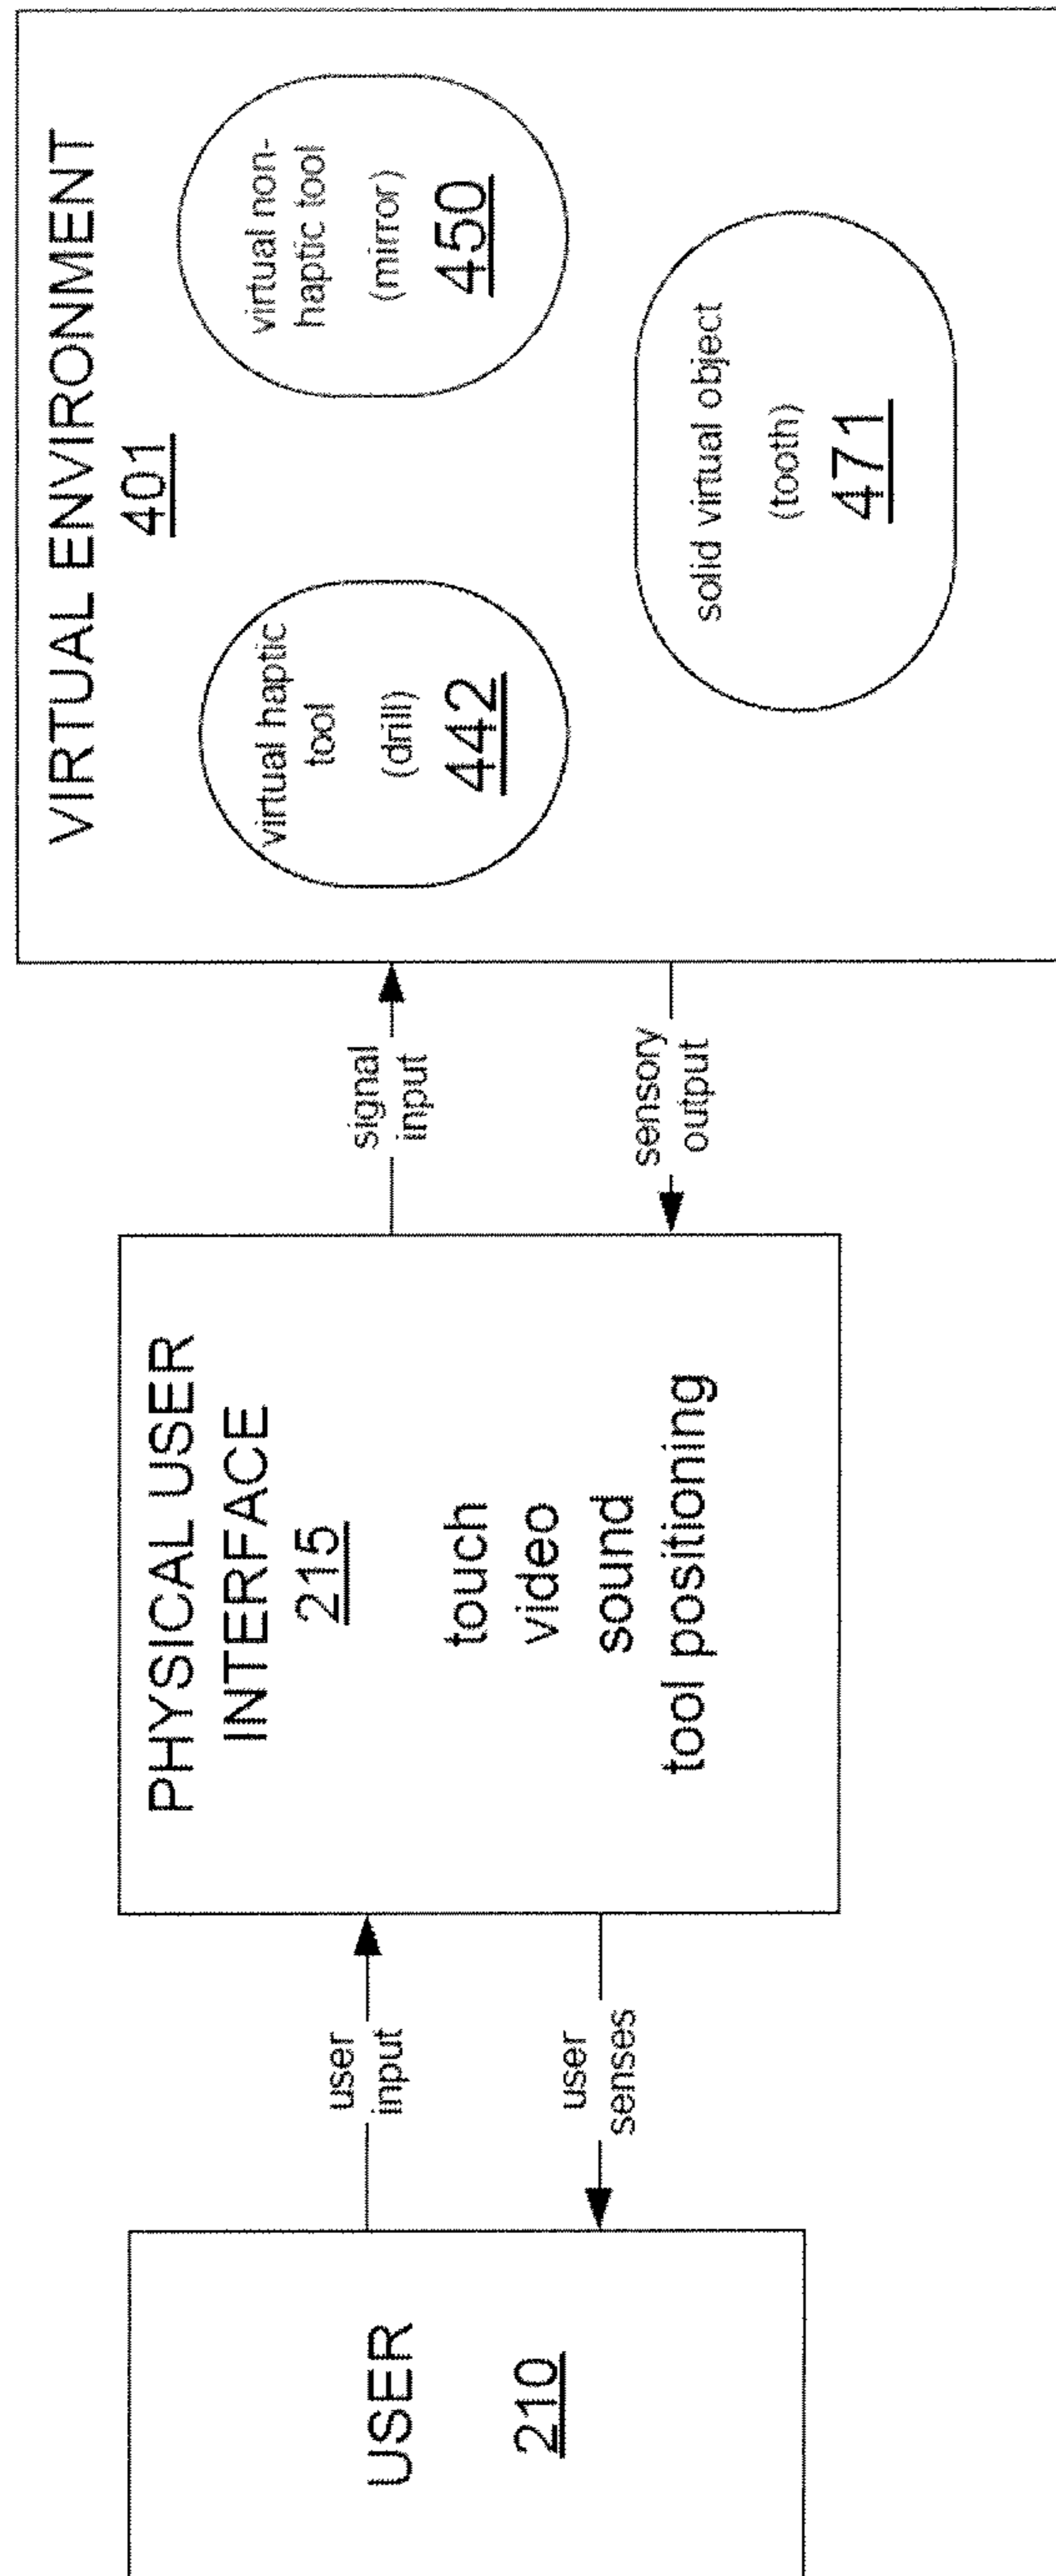 USER
210
user
input
user
senses
PHYSICAL USER
INTERFACE
215
touch
video
sound
tool positioning
signal
input
sensory
output
VIRTUAL ENVIRONMENT
401
virtual haptic
tool
(drill)
442
virtual non-
haptic tool
(mirror)
450
solid virtual object
(tooth)
471